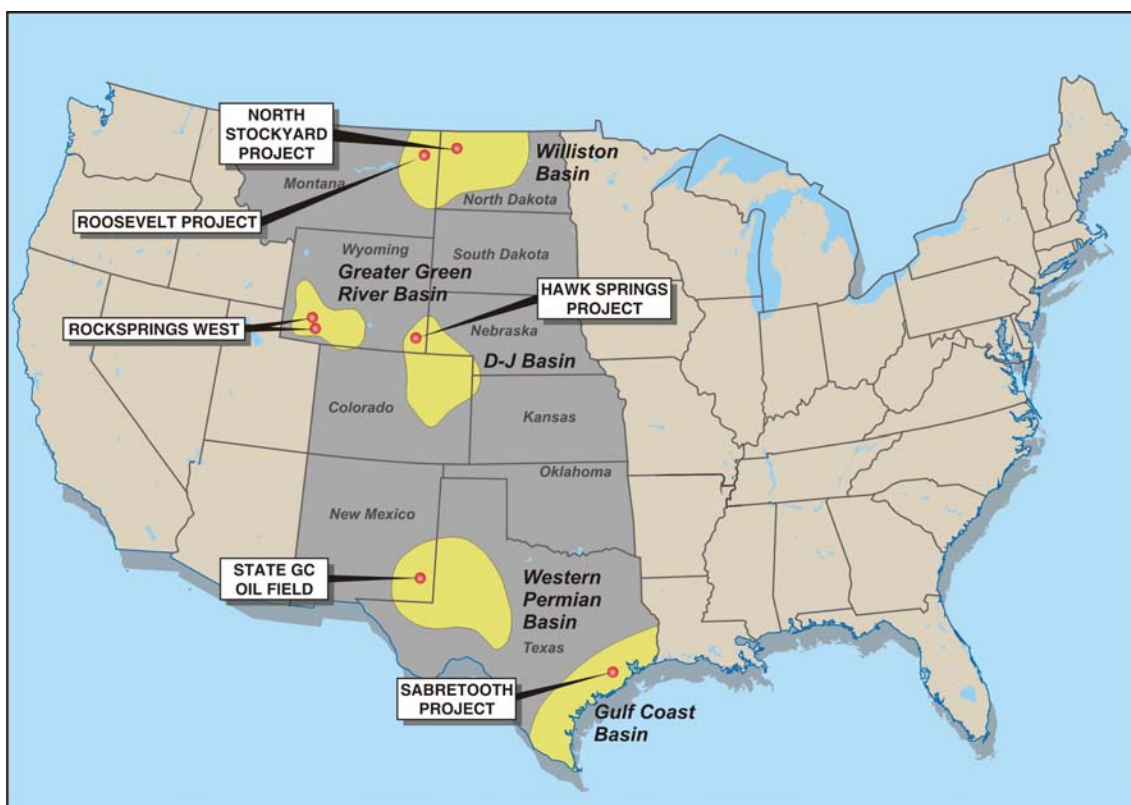 NORTH
STOCKYARD
PROJECT
Williston
Basin
Montana
North Dakota
ROOSEVELT PROJECT
Wyoming
South Dakota
Greater Green
River Basin
HAWK SPRINGS
PROJECT
ROCKSPRINGS WEST
Nebraska
D-J Basin
Colorado
Kansas
Oklahoma
New Mexico
STATE GC
OIL FIELD
Western
Permian
Basin
Texas
SABRETOOTH
PROJECT
Gulf Coast
Basin